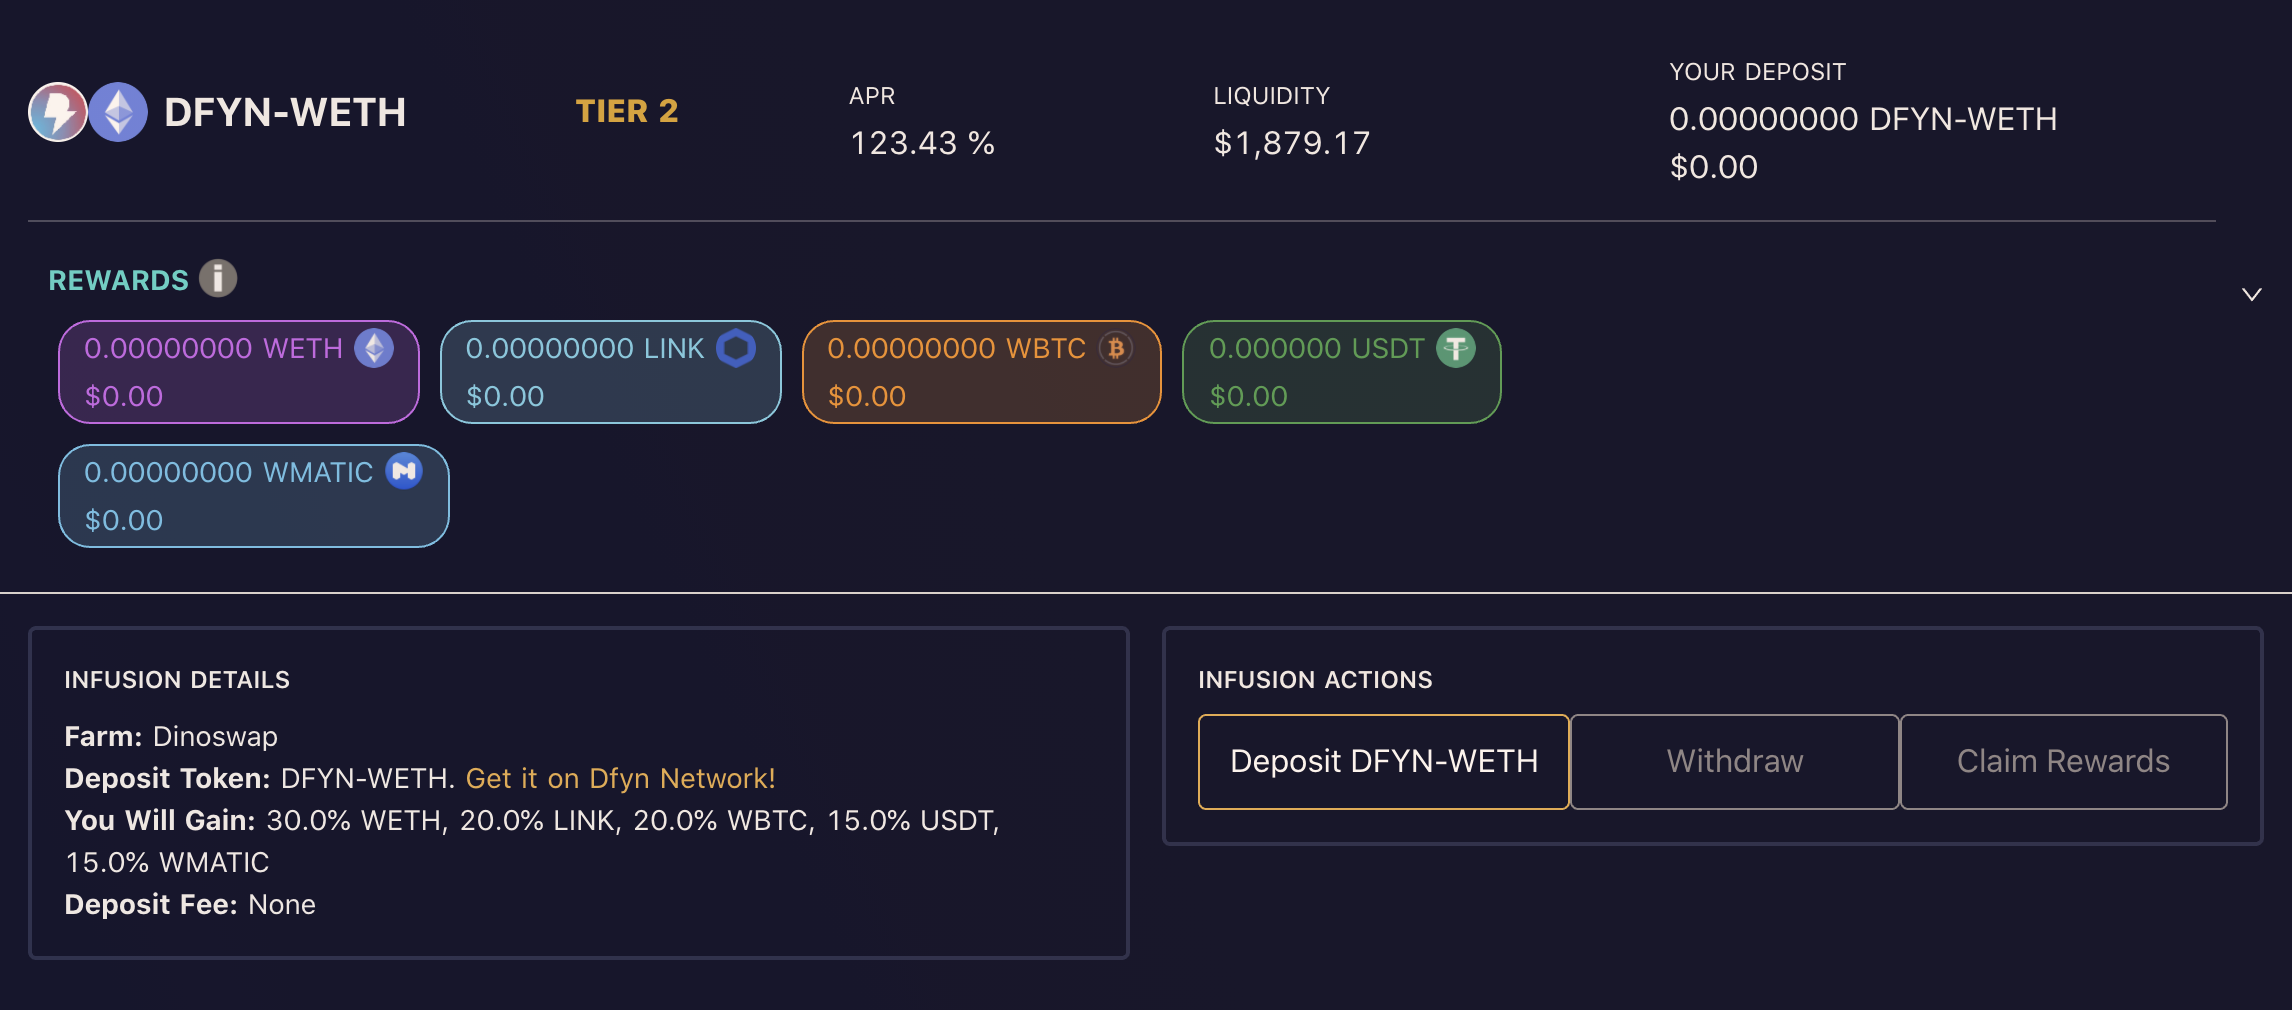 DFYN-WETH
TIER 2
APR
123.43 %
LIQUIDITY
$1,879.17
YOUR DEPOSIT
0.00000000 DFYN-WETH
$0.00
REWARDS i
0.00000000 WETH
$0.00
0.00000000 LINK
$0.00
0.00000000 WBTC
$0.00
0.000000 USDT
$0.00
0.00000000 WMATIC
$0.00
INFUSION DETAILS
Farm: Dinoswap
Deposit Token: DFYN-WETH. Get it on Dfyn Network!
You Will Gain: 30.0% WETH, 20.0% LINK, 20.0% WBTC, 15.0% USDT,
15.0% WMATIC
Deposit Fee: None
INFUSION ACTIONS
Deposit DFYN-WETH
Withdraw
Claim Rewards